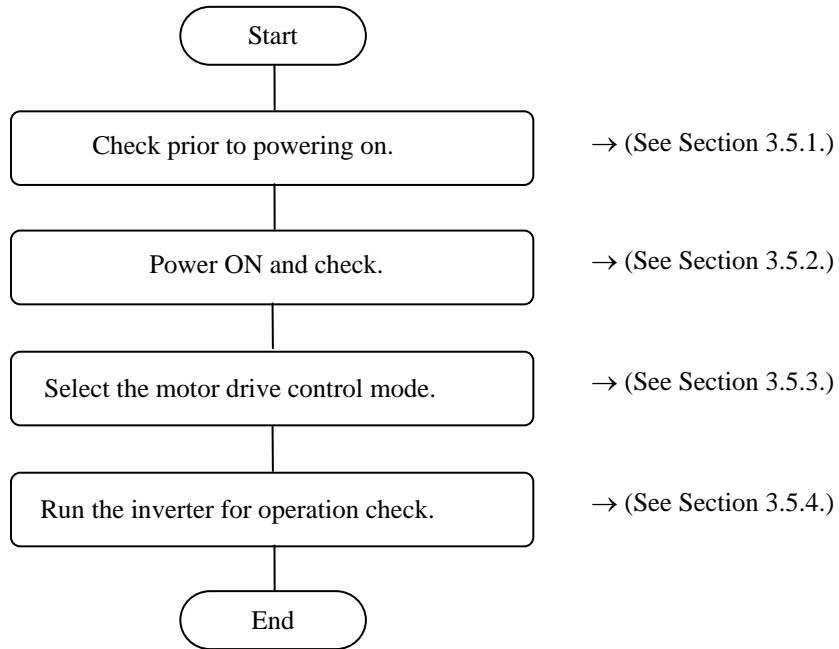 Start
Check prior to powering on.
→ (See Section 3.5.1.)
Power ON and check.
→ (See Section 3.5.2.)
Select the motor drive control mode.
→ (See Section 3.5.3.)
Run the inverter for operation check.
→ (See Section 3.5.4.)
End